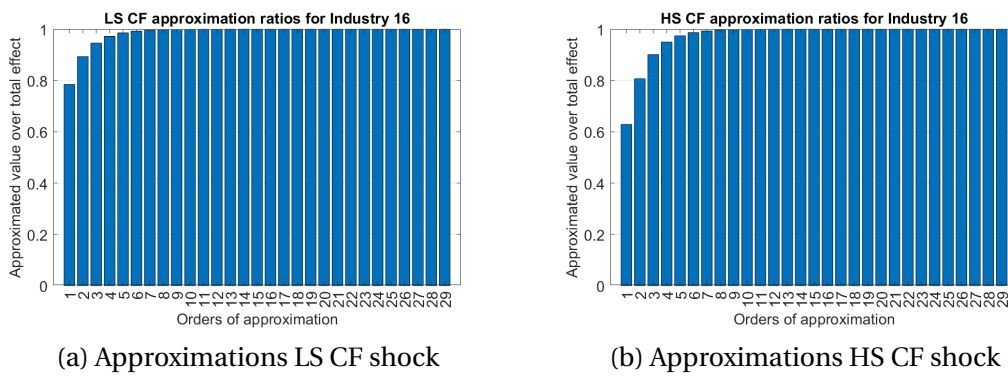 LS CF approximation ratios for Industry 16
Approximated value over total effect
1
0.8
0.6
0.4
0.2
0
1 2 3 4 5 6 7 8 9 10 11 12 13 14 15 16 17 18 19 20 21 22 23 24 25 26 27 28 29
Orders of approximation
(a) Approximations LS CF shock
HS CF approximation ratios for Industry 16
Approximated value over total effect
1
0.8
0.6
0.4
0.2
0
1 2 3 4 5 6 7 8 9 10 11 12 13 14 15 16 17 18 19 20 21 22 23 24 25 26 27 28 29
Orders of approximation
(b) Approximations HS CF shock